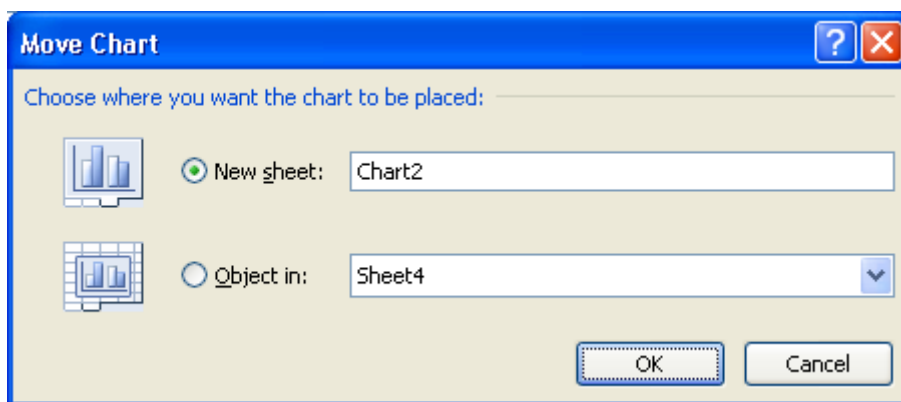 Move Chart
?
Choose where you want the chart to be placed:
New sheet: Chart2
Object in: Sheet4
OK Cancel